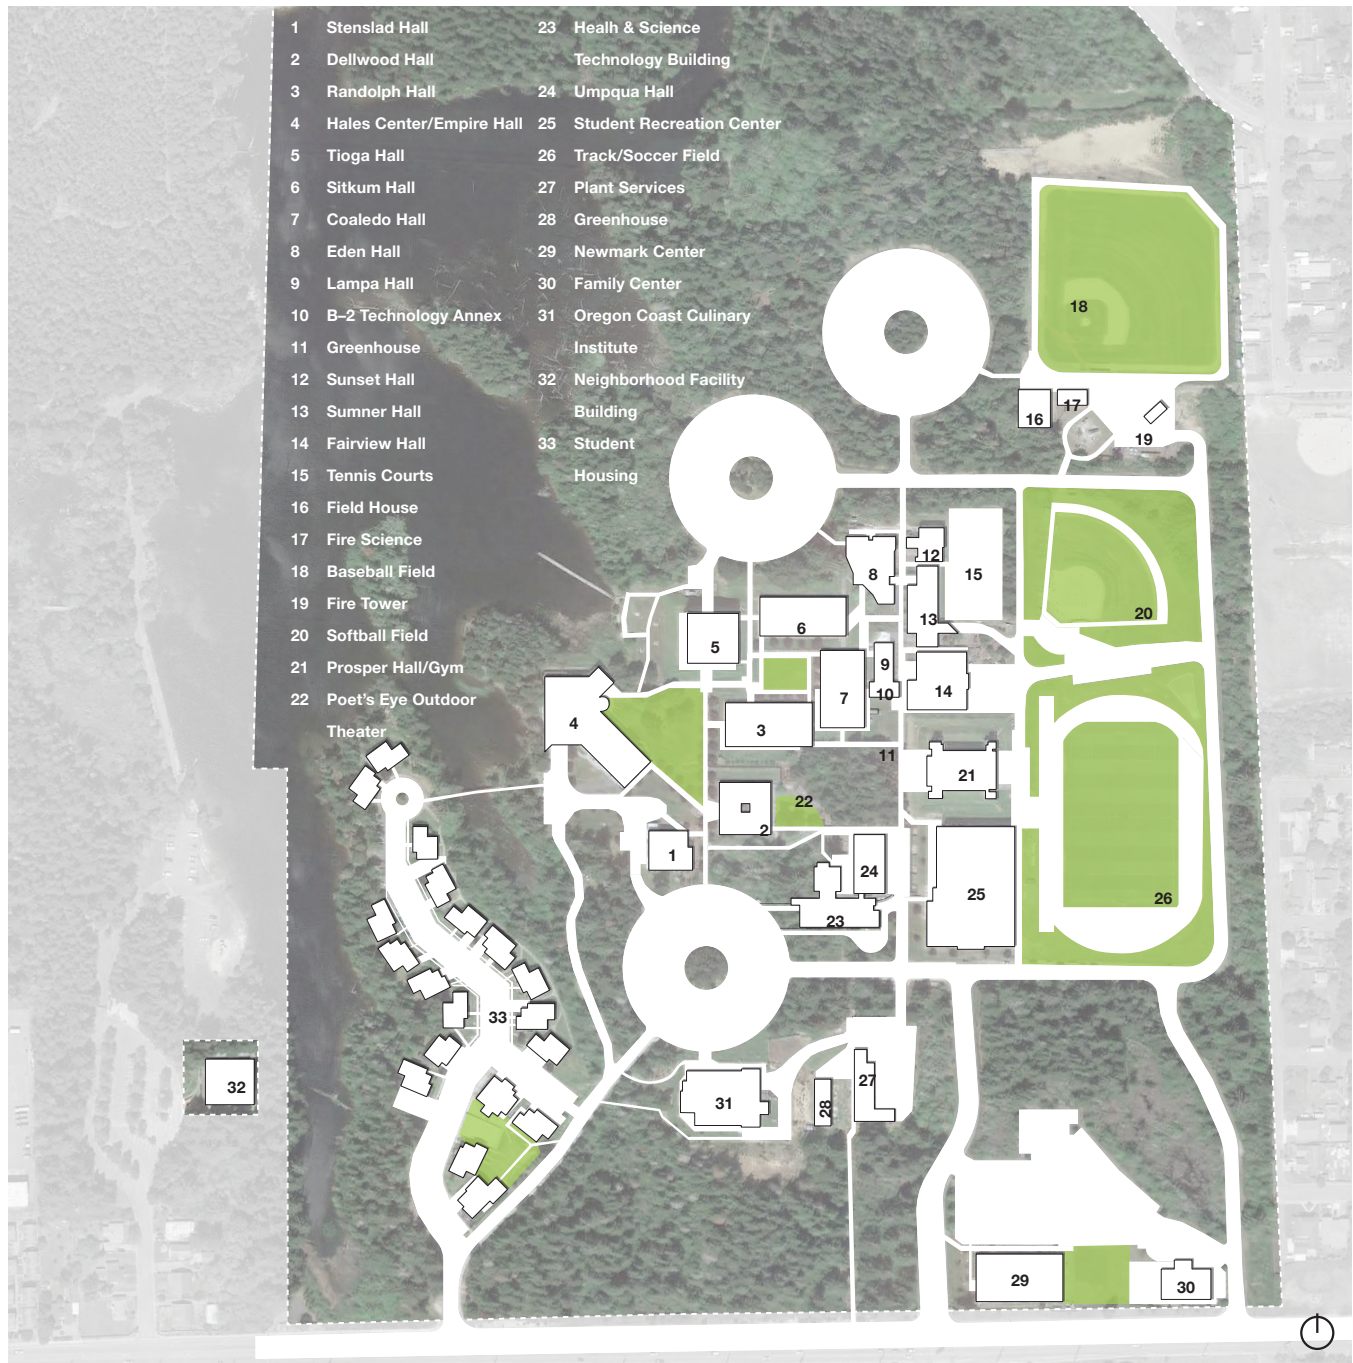 1 Stenslad Hall
2 Dellwood Hall
3 Randolph Hall
4 Hales Center/Empire Hall
5 Tioga Hall
6 Sitkum Hall
7 Coaledo Hall
8 Eden Hall
9 Lampa Hall
10 B–2 Technology Annex
11 Greenhouse
12 Sunset Hall
13 Sumner Hall
14 Fairview Hall
15 Tennis Courts
16 Field House
17 Fire Science
18 Baseball Field
19 Fire Tower
20 Softball Field
21 Prosper Hall/Gym
22 Poet's Eye Outdoor
Theater
23 Healh & Science
Technology Building
24 Umpqua Hall
25 Student Recreation Center
26 Track/Soccer Field
27 Plant Services
28 Greenhouse
29 Newmark Center
30 Family Center
31 Oregon Coast Culinary
Institute
32 Neighborhood Facility
Building
33 Student
Housing
18
16
17
19
12
8
15
13
20
6
5
9
10
14
7
4
3
11
21
22
2
1
24
25
23
26
33
27
32
31
28
29
30